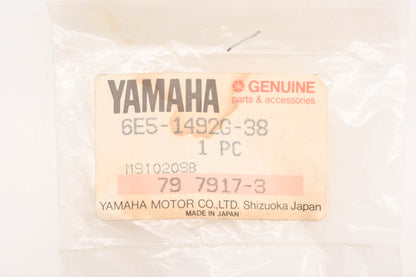 YAMAHA GENUINE
parts & accessories
6E5-1492G-38
1 PC
M91020SB
79 7917-3
YAMAHA MOTOR CO.,LTD. Shizuoka Japan
MADE IN JAPAN